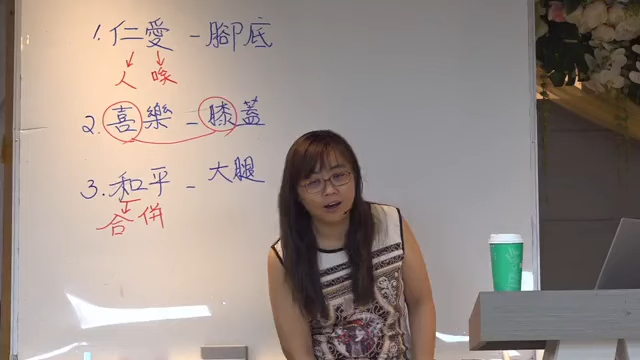 1. 仁愛 - 腳底
人 唉
2. 喜樂 - 膝蓋
3. 和平 - 大腿
合併